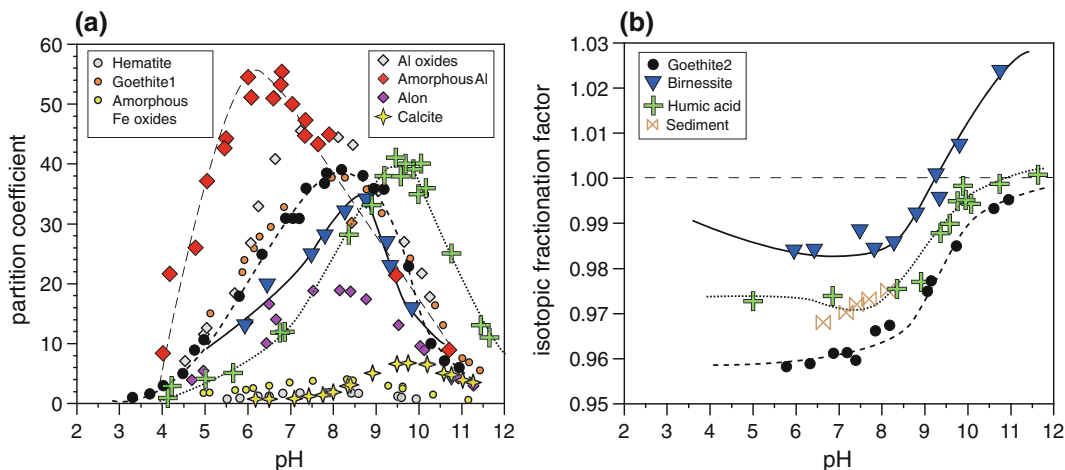 (a)
60
50
40
30
20
10
0
partition coefficient
Hematite
Goethite1
Amorphous
Fe oxides
Al oxides
AmorphousAl
Alon
Calcite
2 3 4 5 6 7 8 9 10 11 12
pH
(b)
1.03
1.02
1.01
1.00
0.99
0.98
0.97
0.96
0.95
isotopic fractionation factor
Goethite2
Birnessite
Humic acid
Sediment
2 3 4 5 6 7 8 9 10 11 12
pH